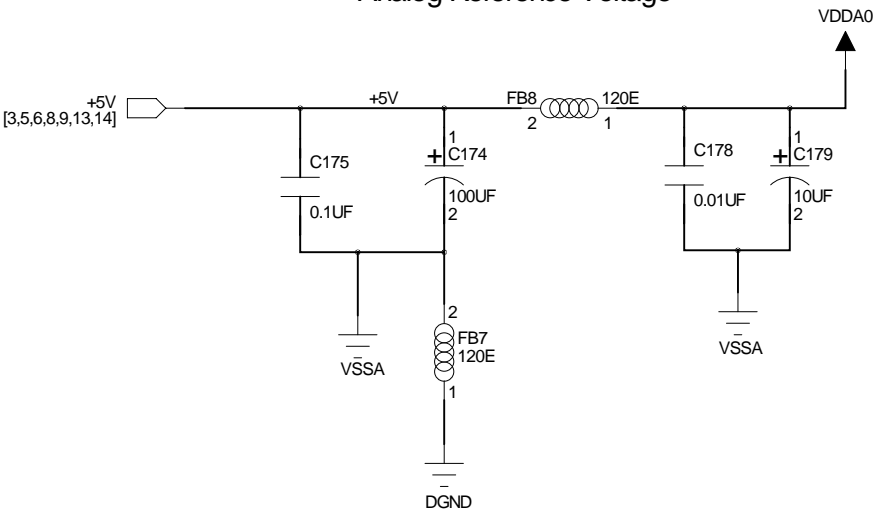 Analog Reference Voltage
VDDA0
+5V
[3,5,6,8,9,13,14]
+5V
FB8
120E
2
1
C175
0.1UF
1
+ C174
100UF
2
C178
0.01UF
1
+ C179
10UF
2
VSSA
2
FB7
120E
1
VSSA
DGND